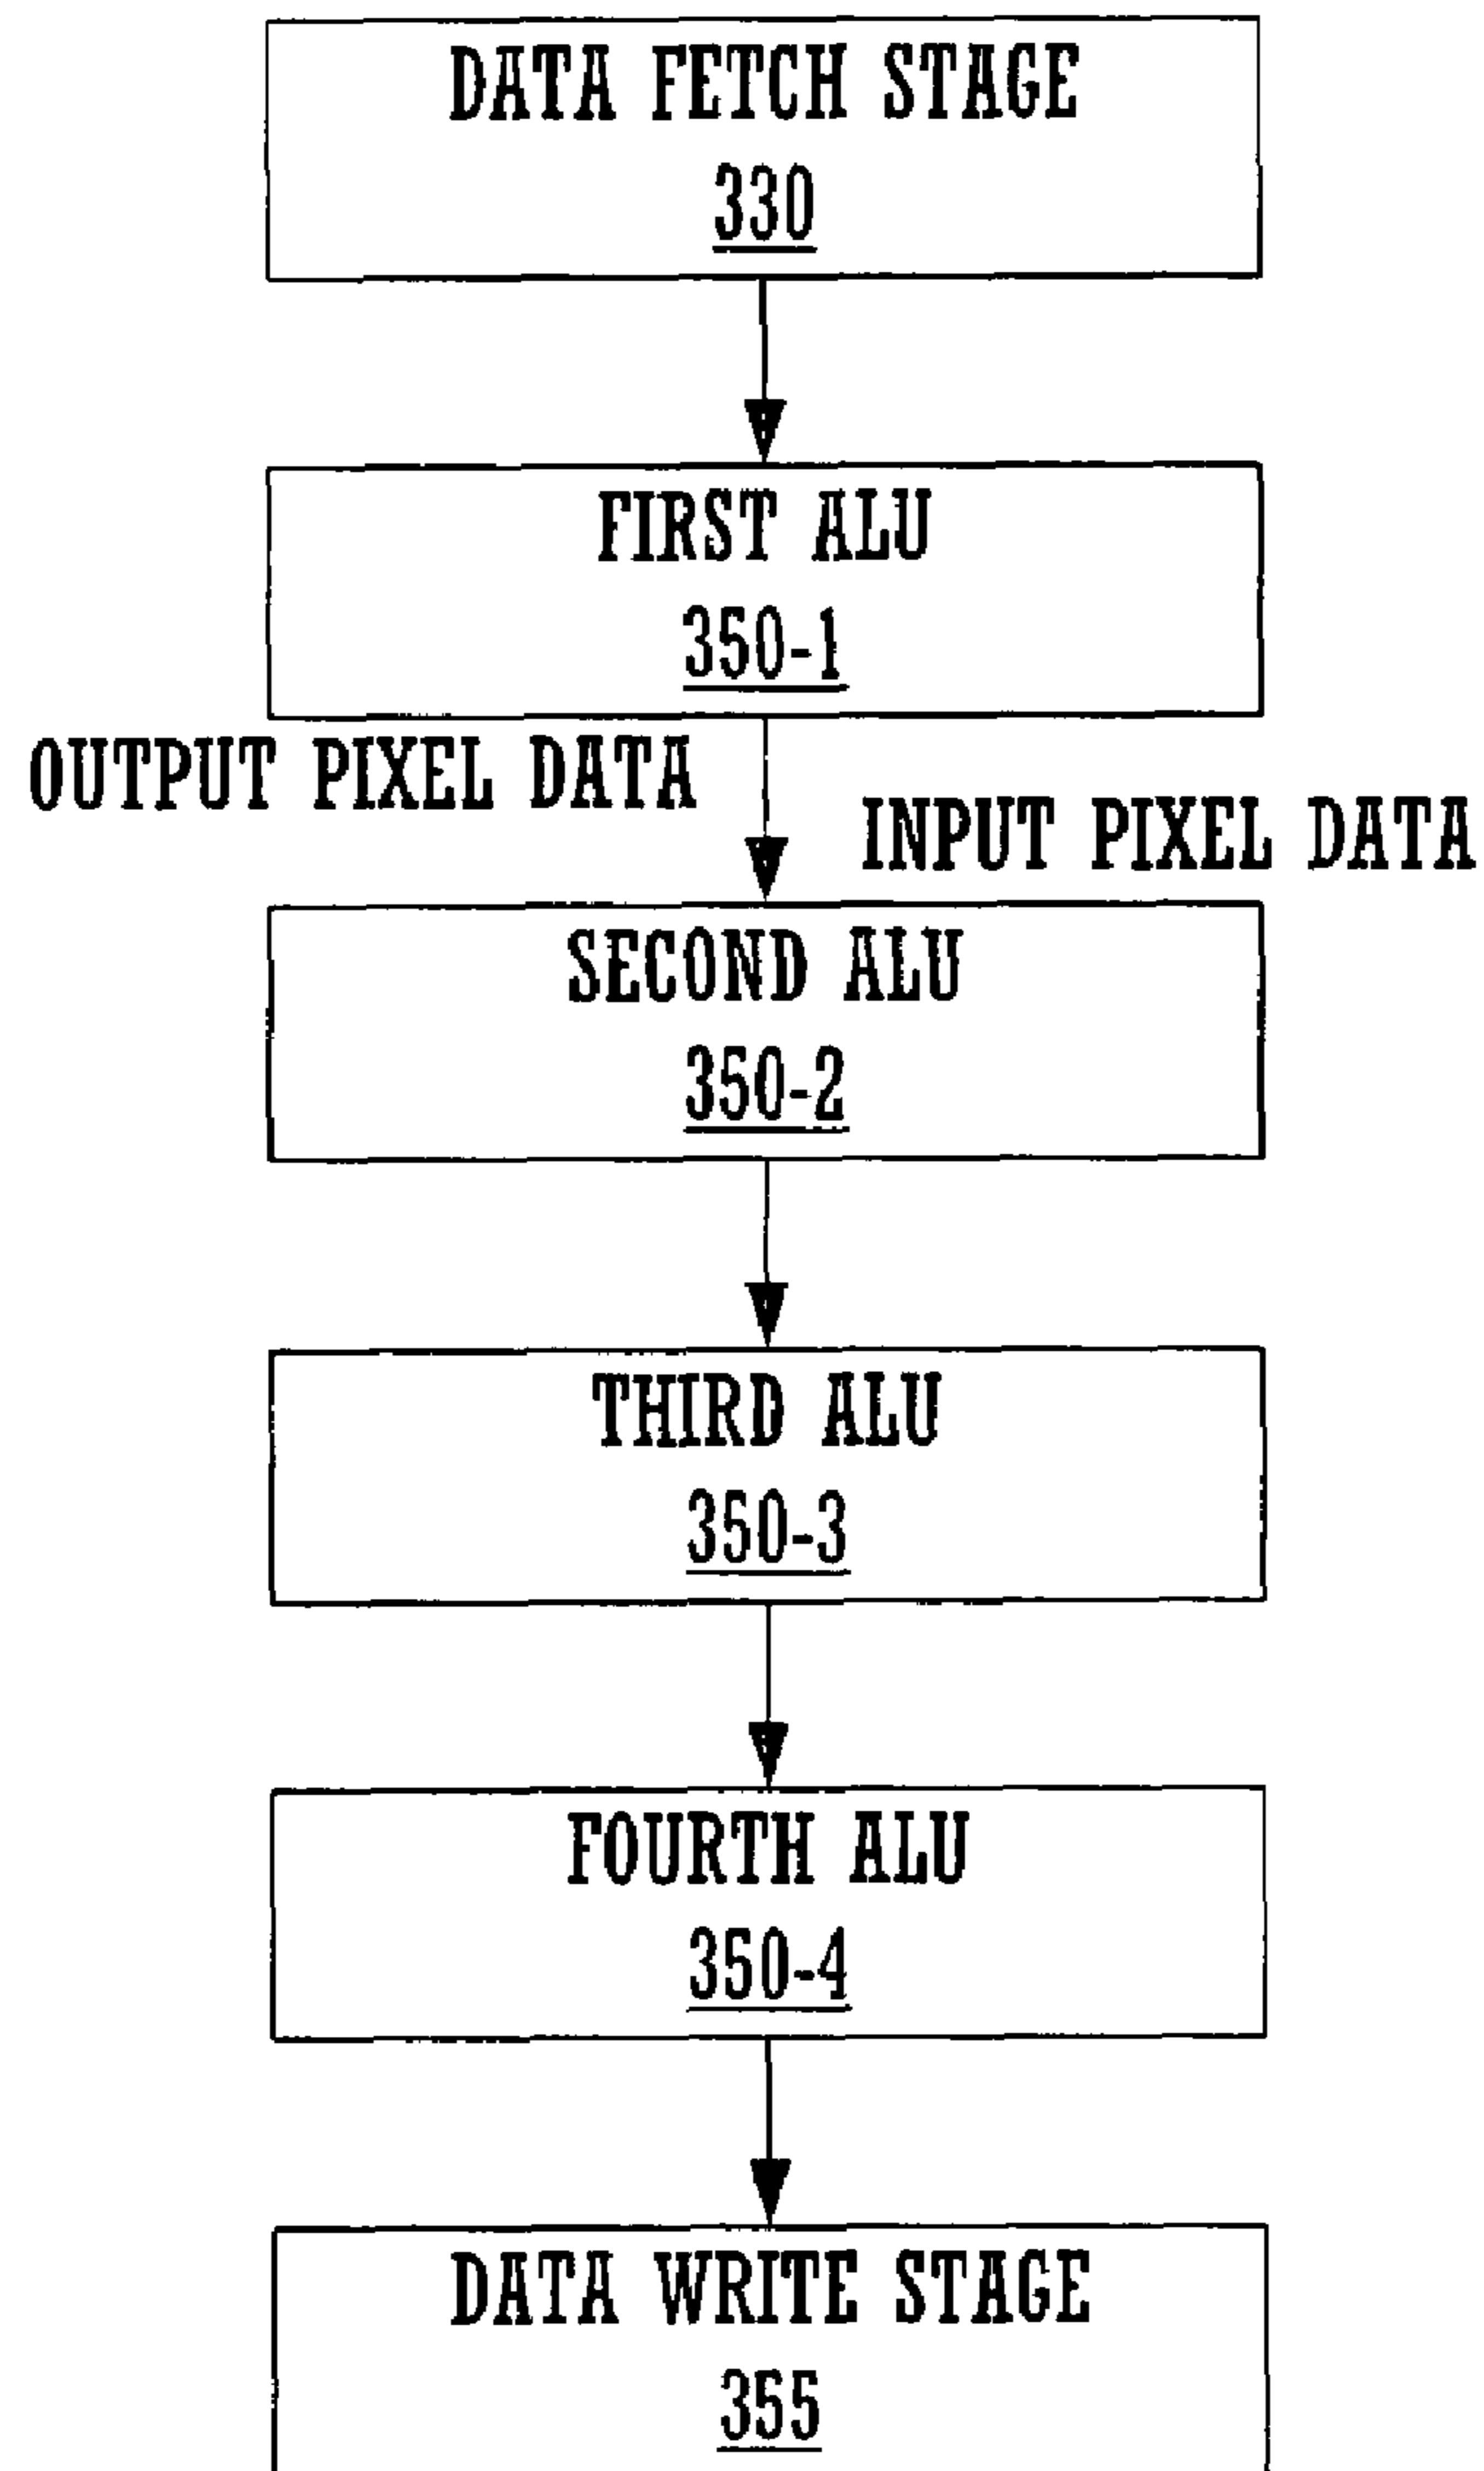 DATA FETCH STAGE
330
FIRST ALU
350-1
OUTPUT PIXEL DATA
INPUT PIXEL DATA
SECOND ALU
350-2
THIRD ALU
350-3
FOURTH ALU
350-4
DATA WRITE STAGE
355